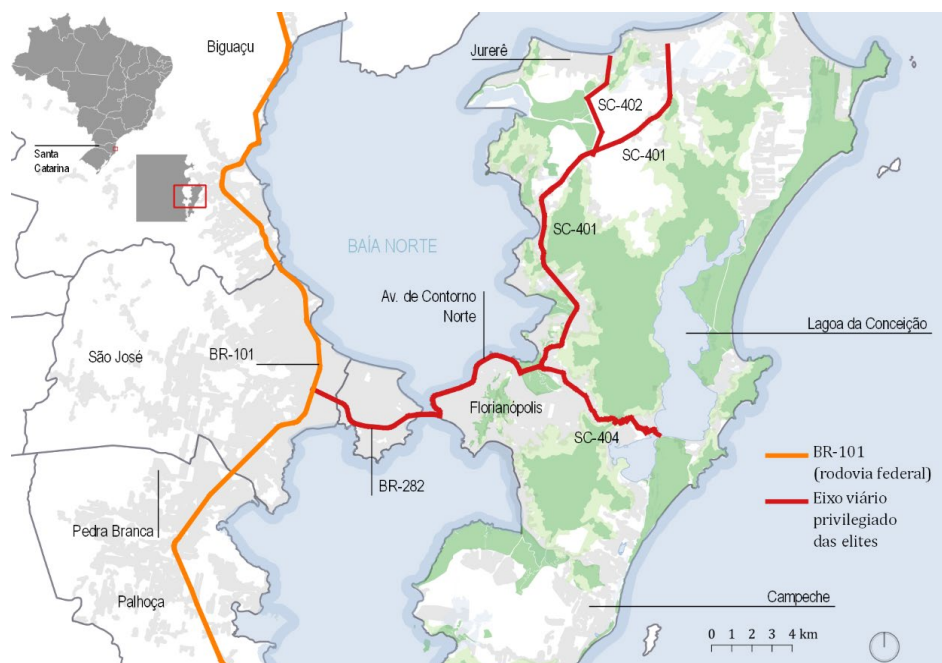 Biguaçu
Jurerê
SC-402
SC-401
Santa
Catarina
SC-401
BAÍA NORTE
Av. de Contorno
Norte
Lagoa da Conceição
São José
BR-101
Florianópolis
SC-404
BR-101
(rodovia federal)
BR-282
Eixo viário
privilegiado
das elites
Pedra Branca
Palhoça
Campeche
0 1 2 3 4 km